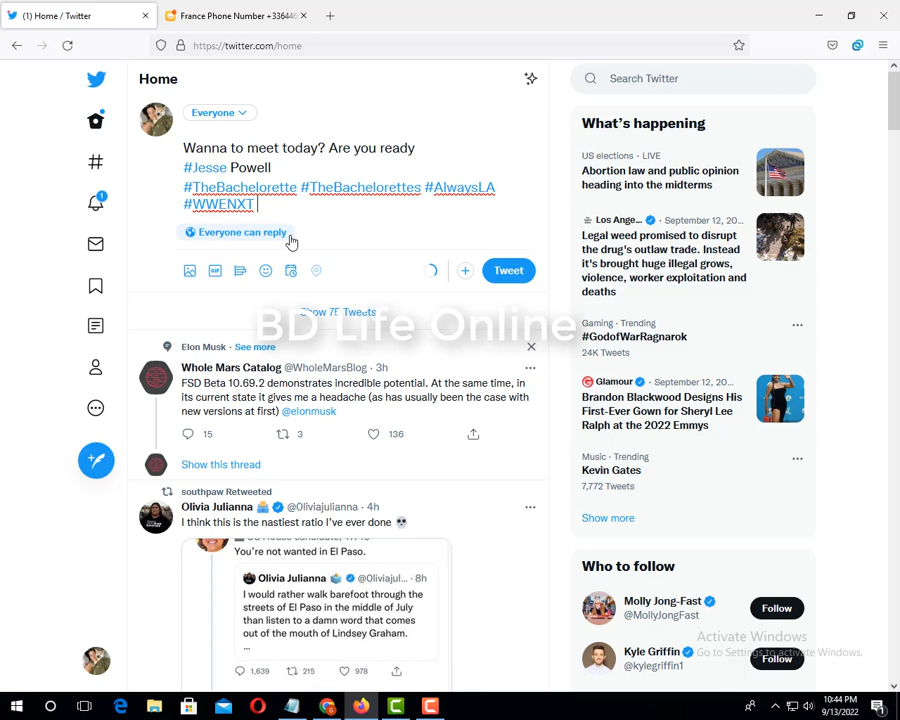 (1) Home / Twitter
France Phone Number +336446
https://twitter.com/home
Home
Everyone
Wanna to meet today? Are you ready
#Jesse Powell
#TheBachelorette #TheBachelorettes #AlwaysLA
#WWENXT
Everyone can reply
GIF
Tweet
Show 75 Tweets
BD Life Online
Elon Musk · See more
Whole Mars Catalog @WholeMarsBlog · 3h
FSD Beta 10.69.2 demonstrates incredible potential. At the same time, in
its current state it gives me a headache (as has usually been the case with
new versions at first) @elonmusk
15
3
136
Show this thread
southpaw Retweeted
Olivia Julianna @0liviajulianna · 4h
I think this is the nastiest ratio I've ever done 💀
You're not wanted in El Paso.
Olivia Julianna @0liviajul... · 8h
I would rather walk barefoot through the
streets of El Paso in the middle of July
than listen to a damn word that comes
out of the mouth of Lindsey Graham.
...
1,639
215
978
Search Twitter
What's happening
US elections · LIVE
Abortion law and public opinion
heading into the midterms
Los Ange... · September 12, 20...
Legal weed promised to disrupt
the drug's outlaw trade. Instead
it's brought huge illegal grows,
violence, worker exploitation and
deaths
Gaming · Trending
#GodofWarRagnarok
24K Tweets
Glamour · September 12, 20...
Brandon Blackwood Designs His
First-Ever Gown for Sheryl Lee
Ralph at the 2022 Emmys
Music · Trending
Kevin Gates
7,772 Tweets
Show more
Who to follow
Molly Jong-Fast
@MollyJongFast
Follow
Kyle Griffin
@kylegriffin1
Follow
Activate Windows
Go to Settings to activate Windows.
10:44 PM
9/13/2022